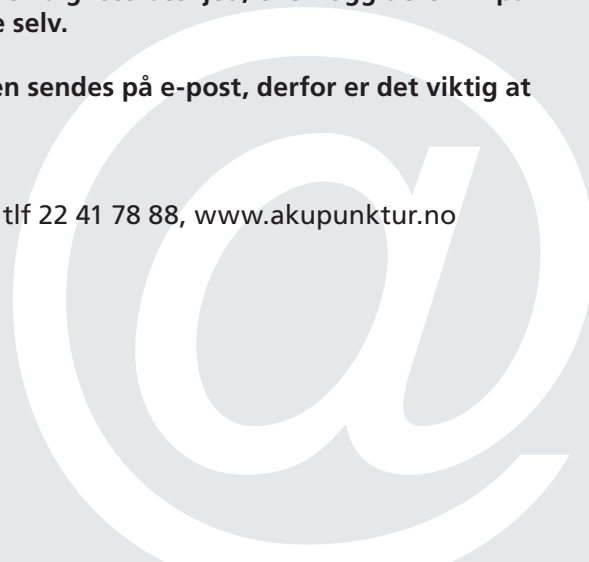 e selv.
en sendes på e-post, derfor er det viktig at
tlf 22 41 78 88, www.akupunktur.no
@